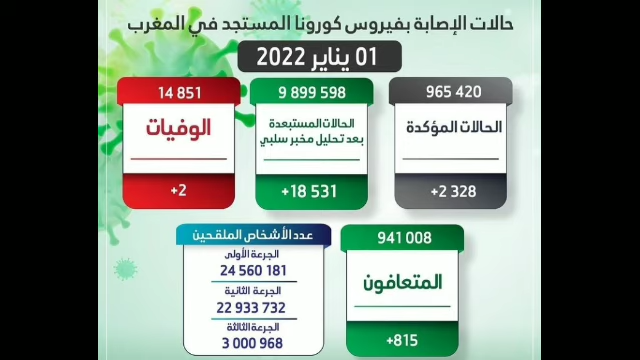 حالات الإصابة بفيروس كورونا المستجد في المغرب
01 يناير 2022
965 420
الحالات المؤكدة
+2 328
9 899 598
الحالات المستبعدة
بعد تحليل مخبر سلبي
+18 531
14 851
الوفيات
+2
941 008
المتعافون
+815
عدد الأشخاص الملقحين
الجرعة الأولى
24 560 181
الجرعة الثانية
22 933 732
الجرعة الثالثة
3 000 968